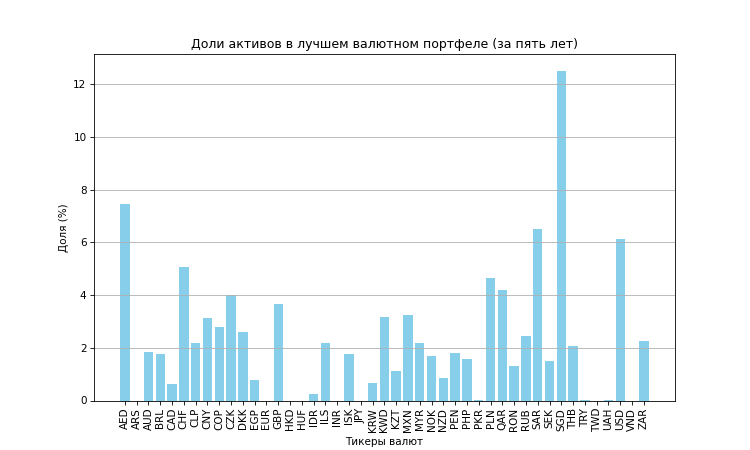 Доли активов в лучшем валютном портфеле (за пять лет)
Доля (%)
12
10
8
6
4
2
0
AED ARS AUD BRL CAD CHF CLP CNY COP CZK DKK EGP EUR GBP HKD HUF IDR ILS INR ISK JPY KRW KWD KZT MXN MYR NOK NZD PEN PHP PKR PLN QAR RON RUB SAR SEK SGD THB TRY TWD UAH USD VND ZAR
Тикеры валют